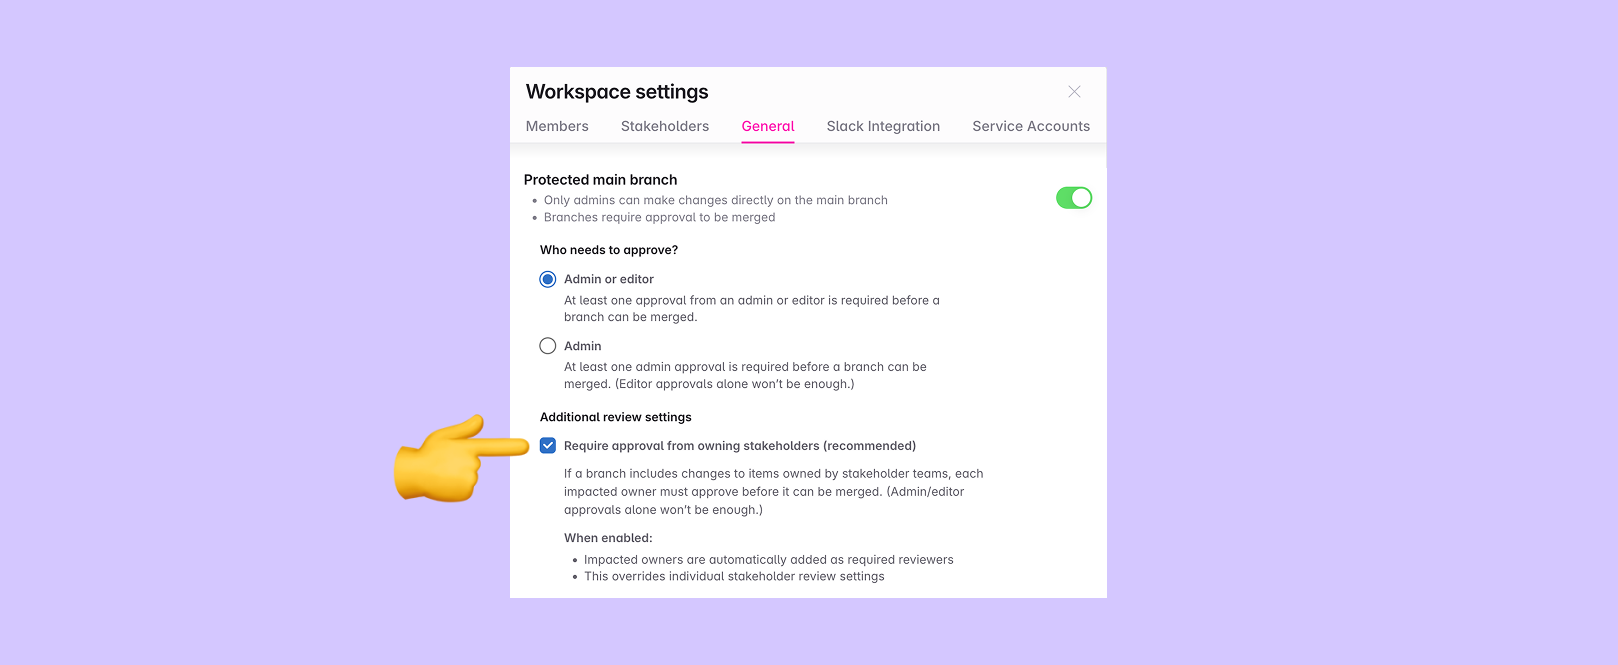 Workspace settings
Members Stakeholders General Slack Integration Service Accounts
Protected main branch
• Only admins can make changes directly on the main branch
• Branches require approval to be merged
Who needs to approve?
Admin or editor
At least one approval from an admin or editor is required before a
branch can be merged.
Admin
At least one admin approval is required before a branch can be
merged. (Editor approvals alone won't be enough.)
Additional review settings
Require approval from owning stakeholders (recommended)
If a branch includes changes to items owned by stakeholder teams, each
impacted owner must approve before it can be merged. (Admin/editor
approvals alone won't be enough.)
When enabled:
• Impacted owners are automatically added as required reviewers
• This overrides individual stakeholder review settings